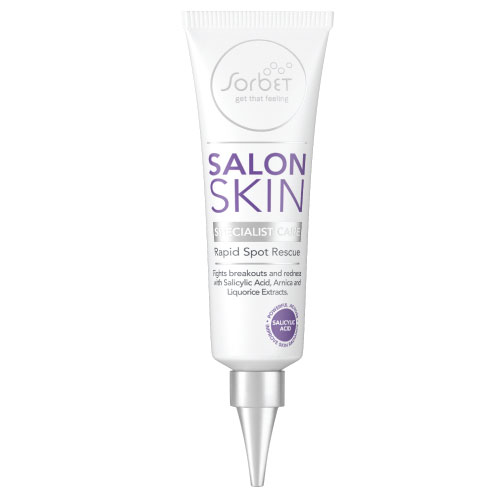 Sorbet
get that feeling
SALON
SKIN
SPECIALIST CARE
Rapid Spot Rescue
Fights breakouts and redness
with Salicylic Acid, Arnica and
Liquorice Extracts.
SALICYLIC
ACID